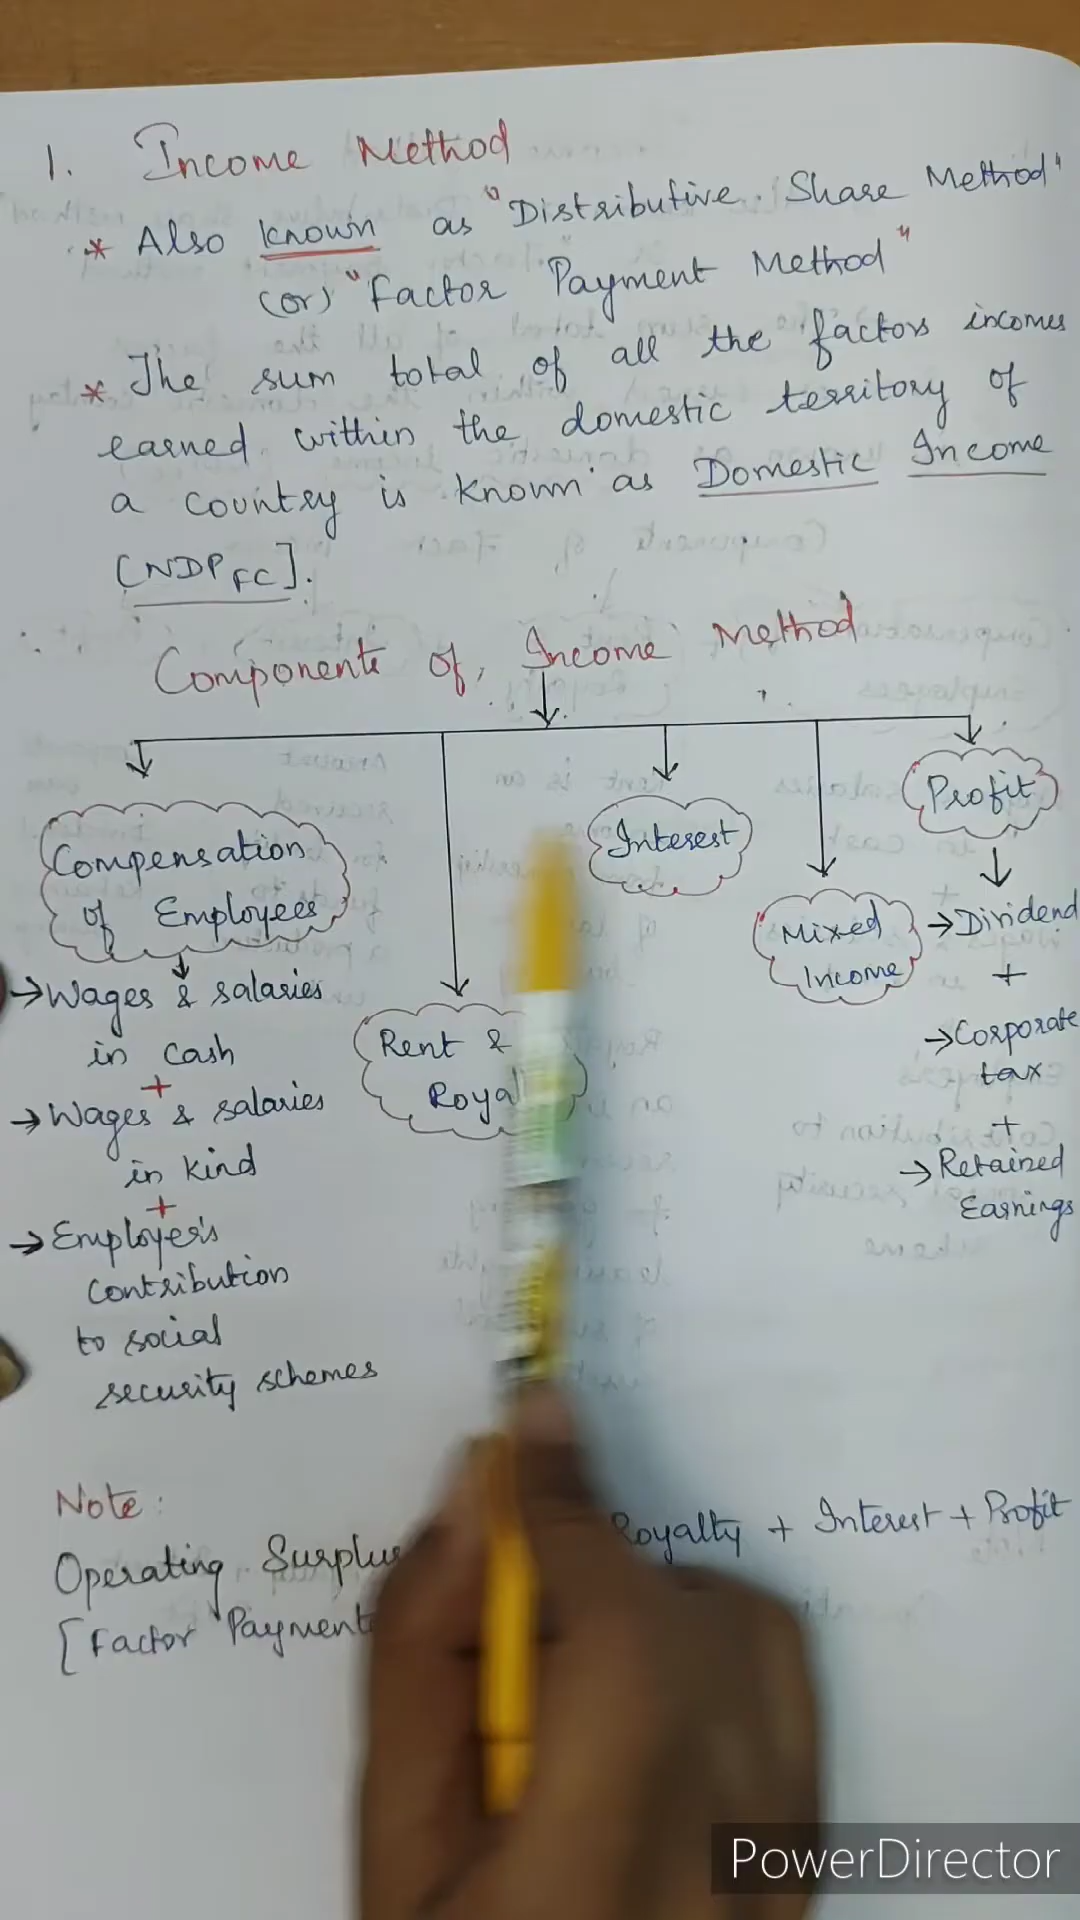 1. Income Method
* Also known as "Distributive Share Method"
(or) "Factor Payment Method"
* The sum total of all the factors incomes
earned within the domestic territory of
a country is known as Domestic Income
[NDP FC].
Components of Income Method
Compensation
of Employees
→ Wages & salaries
in cash
+
→ Wages & salaries
in kind
+
→ Employer's
contribution
to social
security schemes
Rent &
Interest
Mixed
Income
Profit
→ Dividend
+
→ Corporate
tax
+
→ Retained
Earnings
Note:
Operating Surplus Royalty + Interest + Profit
[Factor Payment
PowerDirector